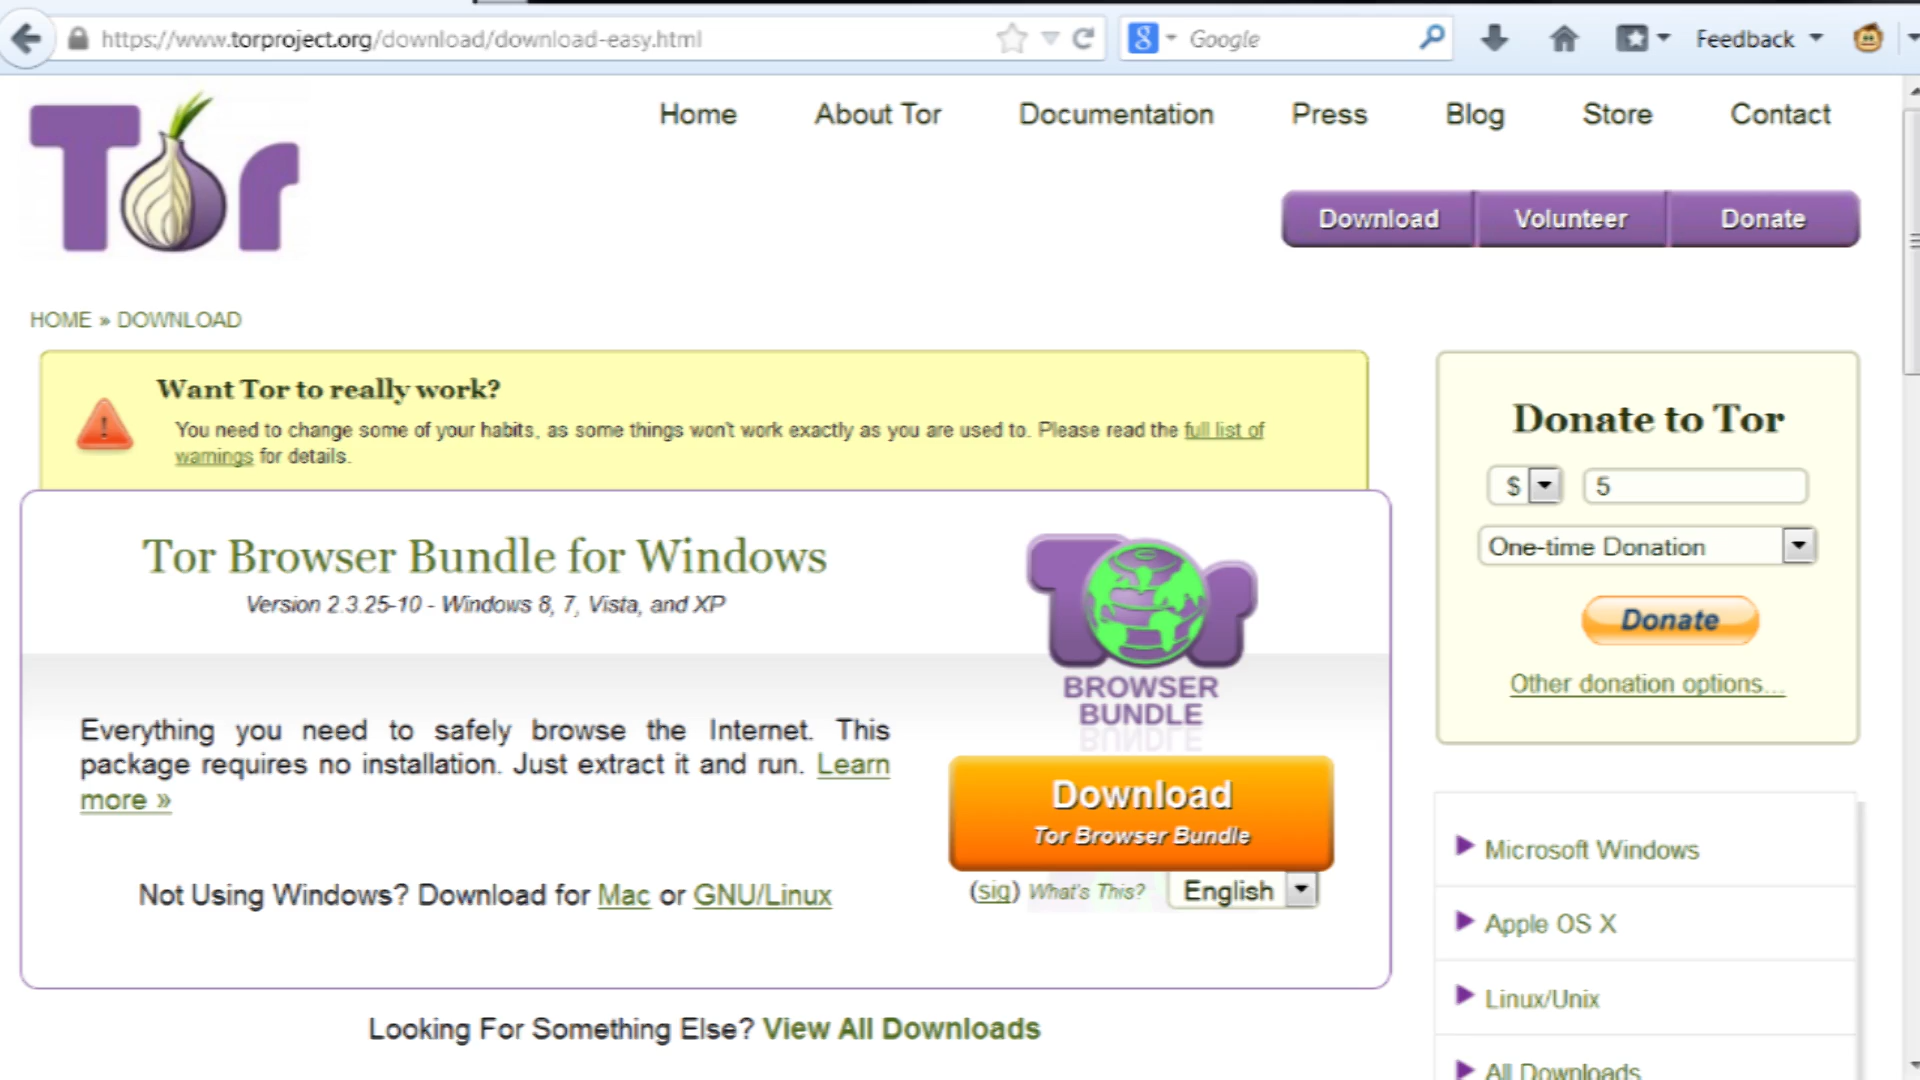 https://www.torproject.org/download/download-easy.html
Google
Feedback
Tor
Home About Tor Documentation Press Blog Store Contact
Download Volunteer Donate
HOME » DOWNLOAD
Want Tor to really work?
You need to change some of your habits, as some things won't work exactly as you are used to. Please read the full list of
warnings for details.
Donate to Tor
$ 5
One-time Donation
Donate
Other donation options...
Tor Browser Bundle for Windows
Version 2.3.25-10 - Windows 8, 7, Vista, and XP
Tor
BROWSER
BUNDLE
Everything you need to safely browse the Internet. This
package requires no installation. Just extract it and run. Learn
more »
Download
Tor Browser Bundle
Not Using Windows? Download for Mac or GNU/Linux
(sig) What's This? English
Looking For Something Else? View All Downloads
Microsoft Windows
Apple OS X
Linux/Unix
All Downloads